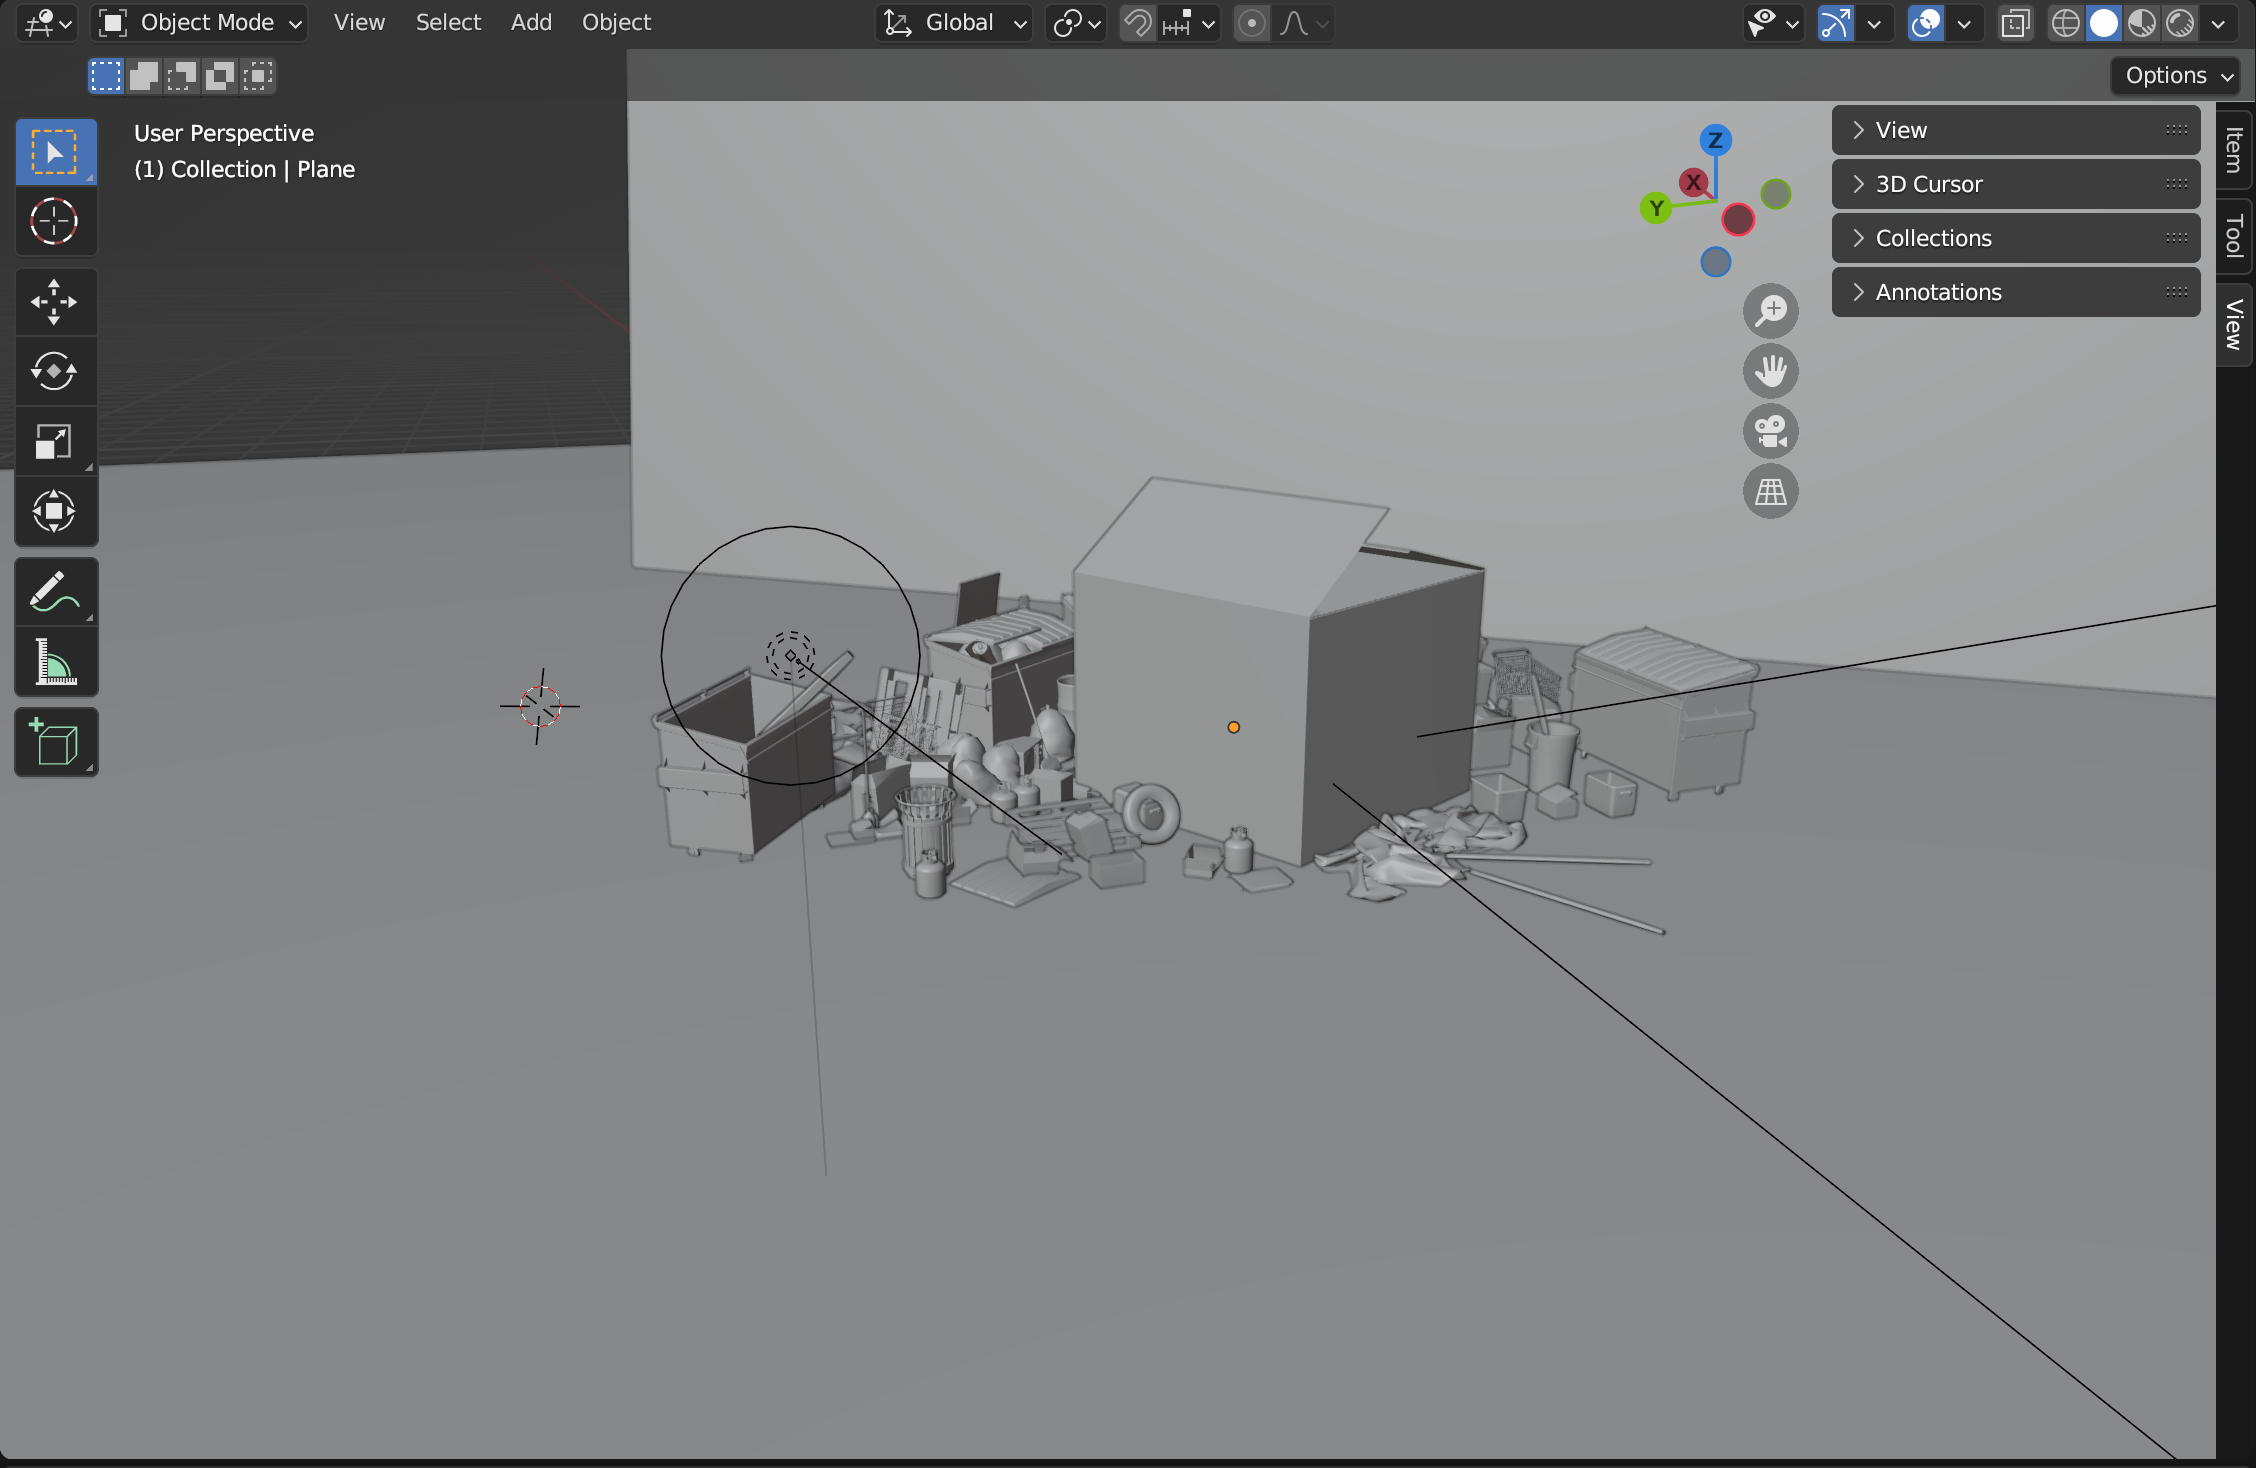 Object Mode View Select Add Object Global
Options
User Perspective
(1) Collection | Plane
Z
X
Y
View
3D Cursor
Collections
Annotations
Item
Tool
View